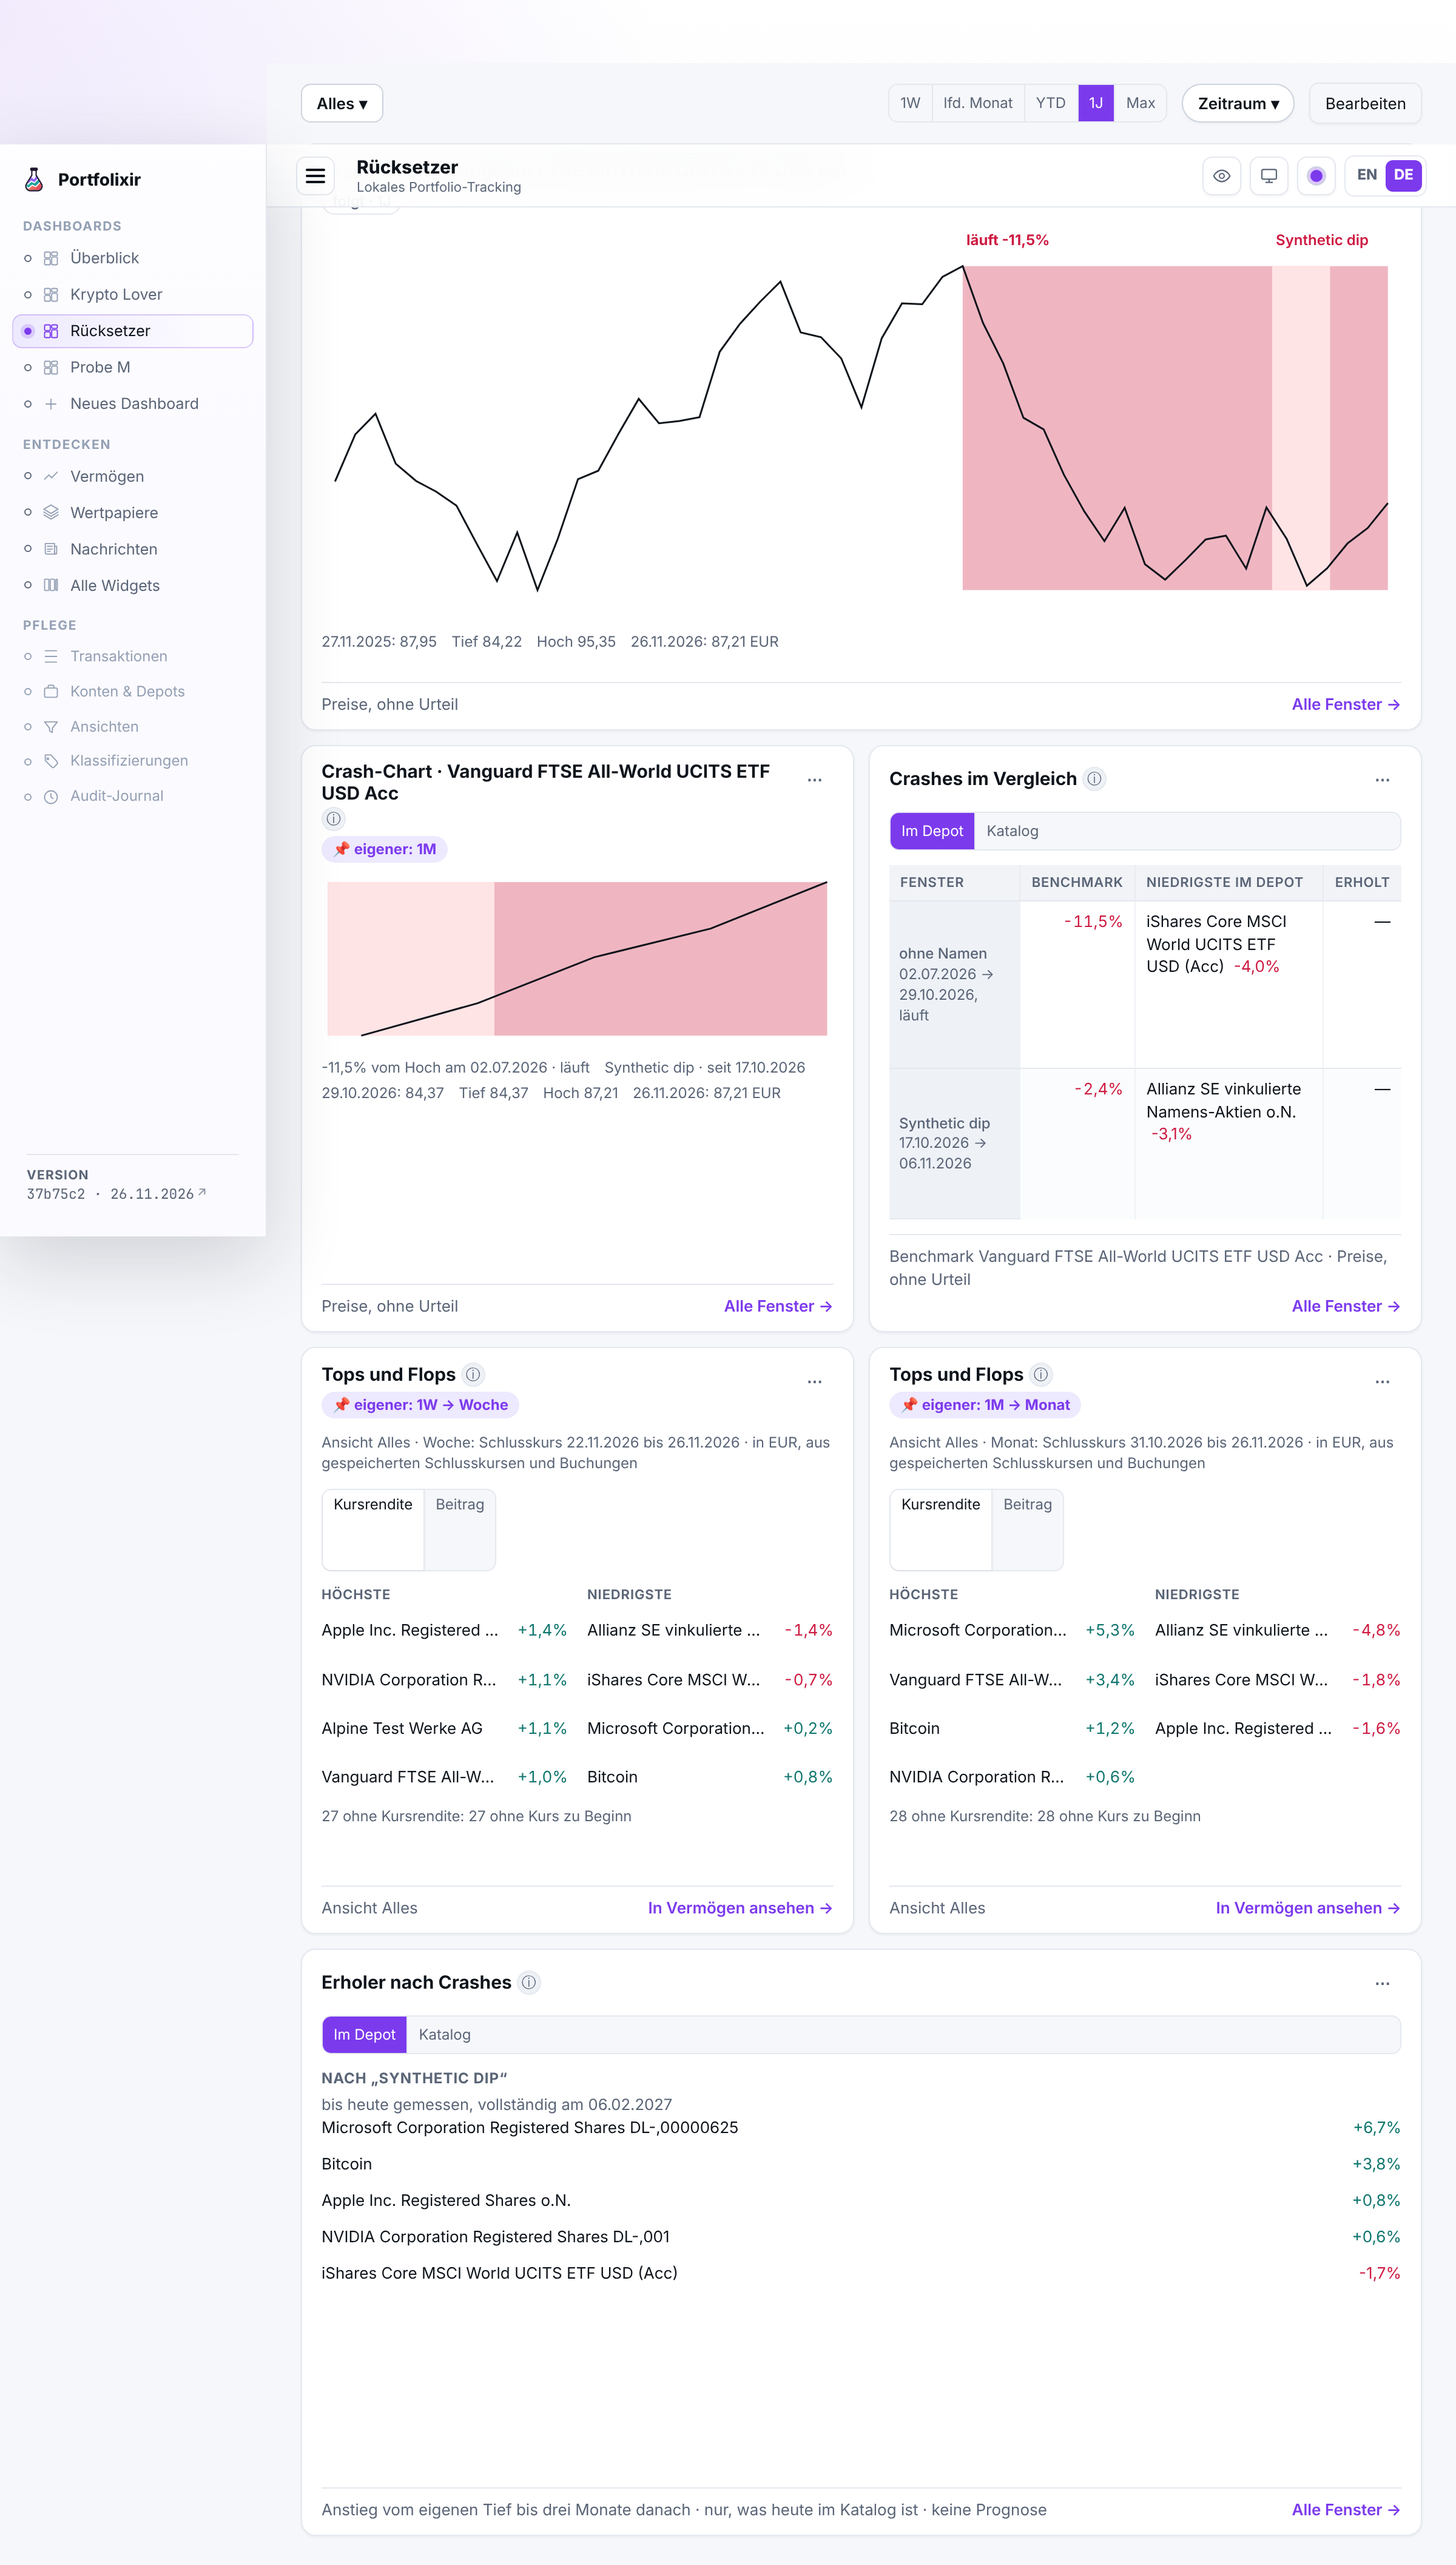 Alles ▾
1W
lfd. Monat
YTD
1J
Max
Zeitraum ▾
Bearbeiten
Portfolixir
Rücksetzer
Lokales Portfolio-Tracking
EN
DE
DASHBOARDS
Überblick
Krypto Lover
Rücksetzer
Probe M
Neues Dashboard
ENTDECKEN
Vermögen
Wertpapiere
Nachrichten
Alle Widgets
PFLEGE
Transaktionen
Konten & Depots
Ansichten
Klassifizierungen
Audit-Journal
VERSION
37b75c2 · 26.11.2026↗
folgt: 1J
läuft -11,5%
Synthetic dip
27.11.2025: 87,95 Tief 84,22 Hoch 95,35 26.11.2026: 87,21 EUR
Preise, ohne Urteil
Alle Fenster →
Crash-Chart · Vanguard FTSE All-World UCITS ETF
USD Acc
ⓘ
...
📌 eigener: 1M
-11,5% vom Hoch am 02.07.2026 · läuft Synthetic dip · seit 17.10.2026
29.10.2026: 84,37 Tief 84,37 Hoch 87,21 26.11.2026: 87,21 EUR
Preise, ohne Urteil
Alle Fenster →
Crashes im Vergleich ⓘ
...
Im Depot
Katalog
FENSTER
BENCHMARK
NIEDRIGSTE IM DEPOT
ERHOLT
ohne Namen
02.07.2026 →
29.10.2026,
läuft
-11,5%
iShares Core MSCI
World UCITS ETF
USD (Acc) -4,0%
—
Synthetic dip
17.10.2026 →
06.11.2026
-2,4%
Allianz SE vinkulierte
Namens-Aktien o.N.
-3,1%
—
Benchmark Vanguard FTSE All-World UCITS ETF USD Acc · Preise,
ohne Urteil
Alle Fenster →
Tops und Flops ⓘ
...
📌 eigener: 1W → Woche
Ansicht Alles · Woche: Schlusskurs 22.11.2026 bis 26.11.2026 · in EUR, aus
gespeicherten Schlusskursen und Buchungen
Kursrendite
Beitrag
HÖCHSTE
NIEDRIGSTE
Apple Inc. Registered ... +1,4%
Allianz SE vinkulierte ... -1,4%
NVIDIA Corporation R... +1,1%
iShares Core MSCI W... -0,7%
Alpine Test Werke AG +1,1%
Microsoft Corporation... +0,2%
Vanguard FTSE All-W... +1,0%
Bitcoin +0,8%
27 ohne Kursrendite: 27 ohne Kurs zu Beginn
Ansicht Alles
In Vermögen ansehen →
Tops und Flops ⓘ
...
📌 eigener: 1M → Monat
Ansicht Alles · Monat: Schlusskurs 31.10.2026 bis 26.11.2026 · in EUR, aus
gespeicherten Schlusskursen und Buchungen
Kursrendite
Beitrag
HÖCHSTE
NIEDRIGSTE
Microsoft Corporation... +5,3%
Allianz SE vinkulierte ... -4,8%
Vanguard FTSE All-W... +3,4%
iShares Core MSCI W... -1,8%
Bitcoin +1,2%
Apple Inc. Registered ... -1,6%
NVIDIA Corporation R... +0,6%
28 ohne Kursrendite: 28 ohne Kurs zu Beginn
Ansicht Alles
In Vermögen ansehen →
Erholer nach Crashes ⓘ
...
Im Depot
Katalog
NACH „SYNTHETIC DIP“
bis heute gemessen, vollständig am 06.02.2027
Microsoft Corporation Registered Shares DL-,00000625 +6,7%
Bitcoin +3,8%
Apple Inc. Registered Shares o.N. +0,8%
NVIDIA Corporation Registered Shares DL-,001 +0,6%
iShares Core MSCI World UCITS ETF USD (Acc) -1,7%
Anstieg vom eigenen Tief bis drei Monate danach · nur, was heute im Katalog ist · keine Prognose
Alle Fenster →